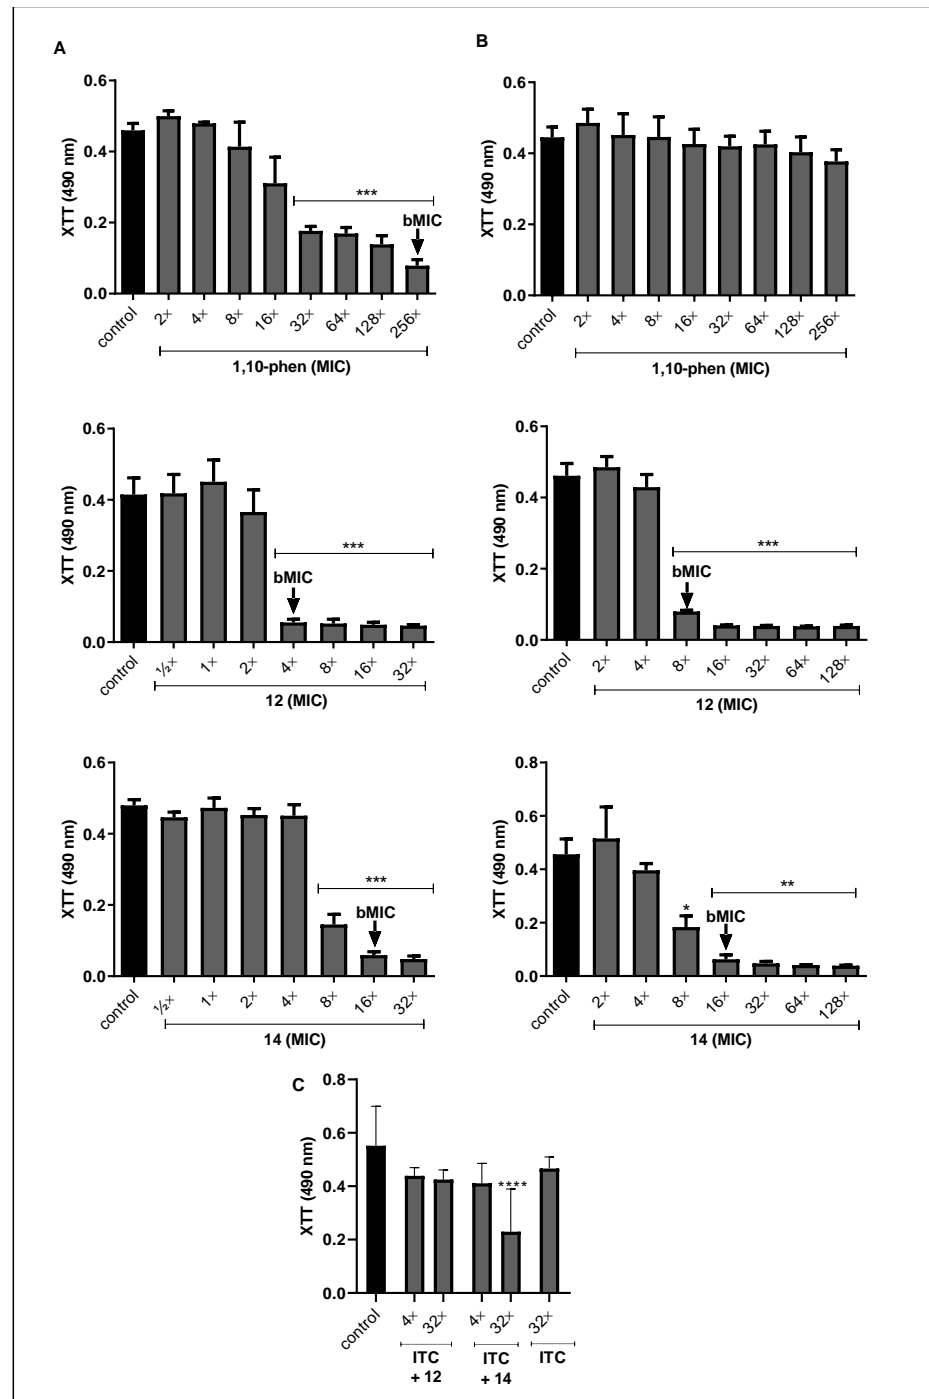 A
XTT (490 nm)
0.6
0.4
0.2
0.0
***
bMIC
control 2× 4× 8× 16× 32× 64× 128× 256×
1,10-phen (MIC)
B
XTT (490 nm)
0.6
0.4
0.2
0.0
control 2× 4× 8× 16× 32× 64× 128× 256×
1,10-phen (MIC)
XTT (490 nm)
0.6
0.4
0.2
0.0
***
bMIC
control ½× 1× 2× 4× 8× 16× 32×
12 (MIC)
XTT (490 nm)
0.6
0.4
0.2
0.0
***
bMIC
control 2× 4× 8× 16× 32× 64× 128×
12 (MIC)
XTT (490 nm)
0.6
0.4
0.2
0.0
***
bMIC
control ½× 1× 2× 4× 8× 16× 32×
14 (MIC)
XTT (490 nm)
0.8
0.6
0.4
0.2
0.0
**
*
bMIC
control 2× 4× 8× 16× 32× 64× 128×
14 (MIC)
C
XTT (490 nm)
0.8
0.6
0.4
0.2
0.0
****
control 4× 32× 4× 32× 32×
ITC ITC ITC
+ 12 + 14